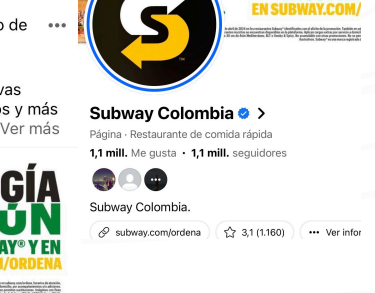 o de
vas
os y más
Ver más
GÍA
ÚN
AY® Y EN
/ORDENA
EN SUBWAY.COM/
Subway Colombia
Página · Restaurante de comida rápida
1,1 mill. Me gusta • 1,1 mill. seguidores
Subway Colombia.
subway.com/ordena
3,1 (1.160)
Ver infor